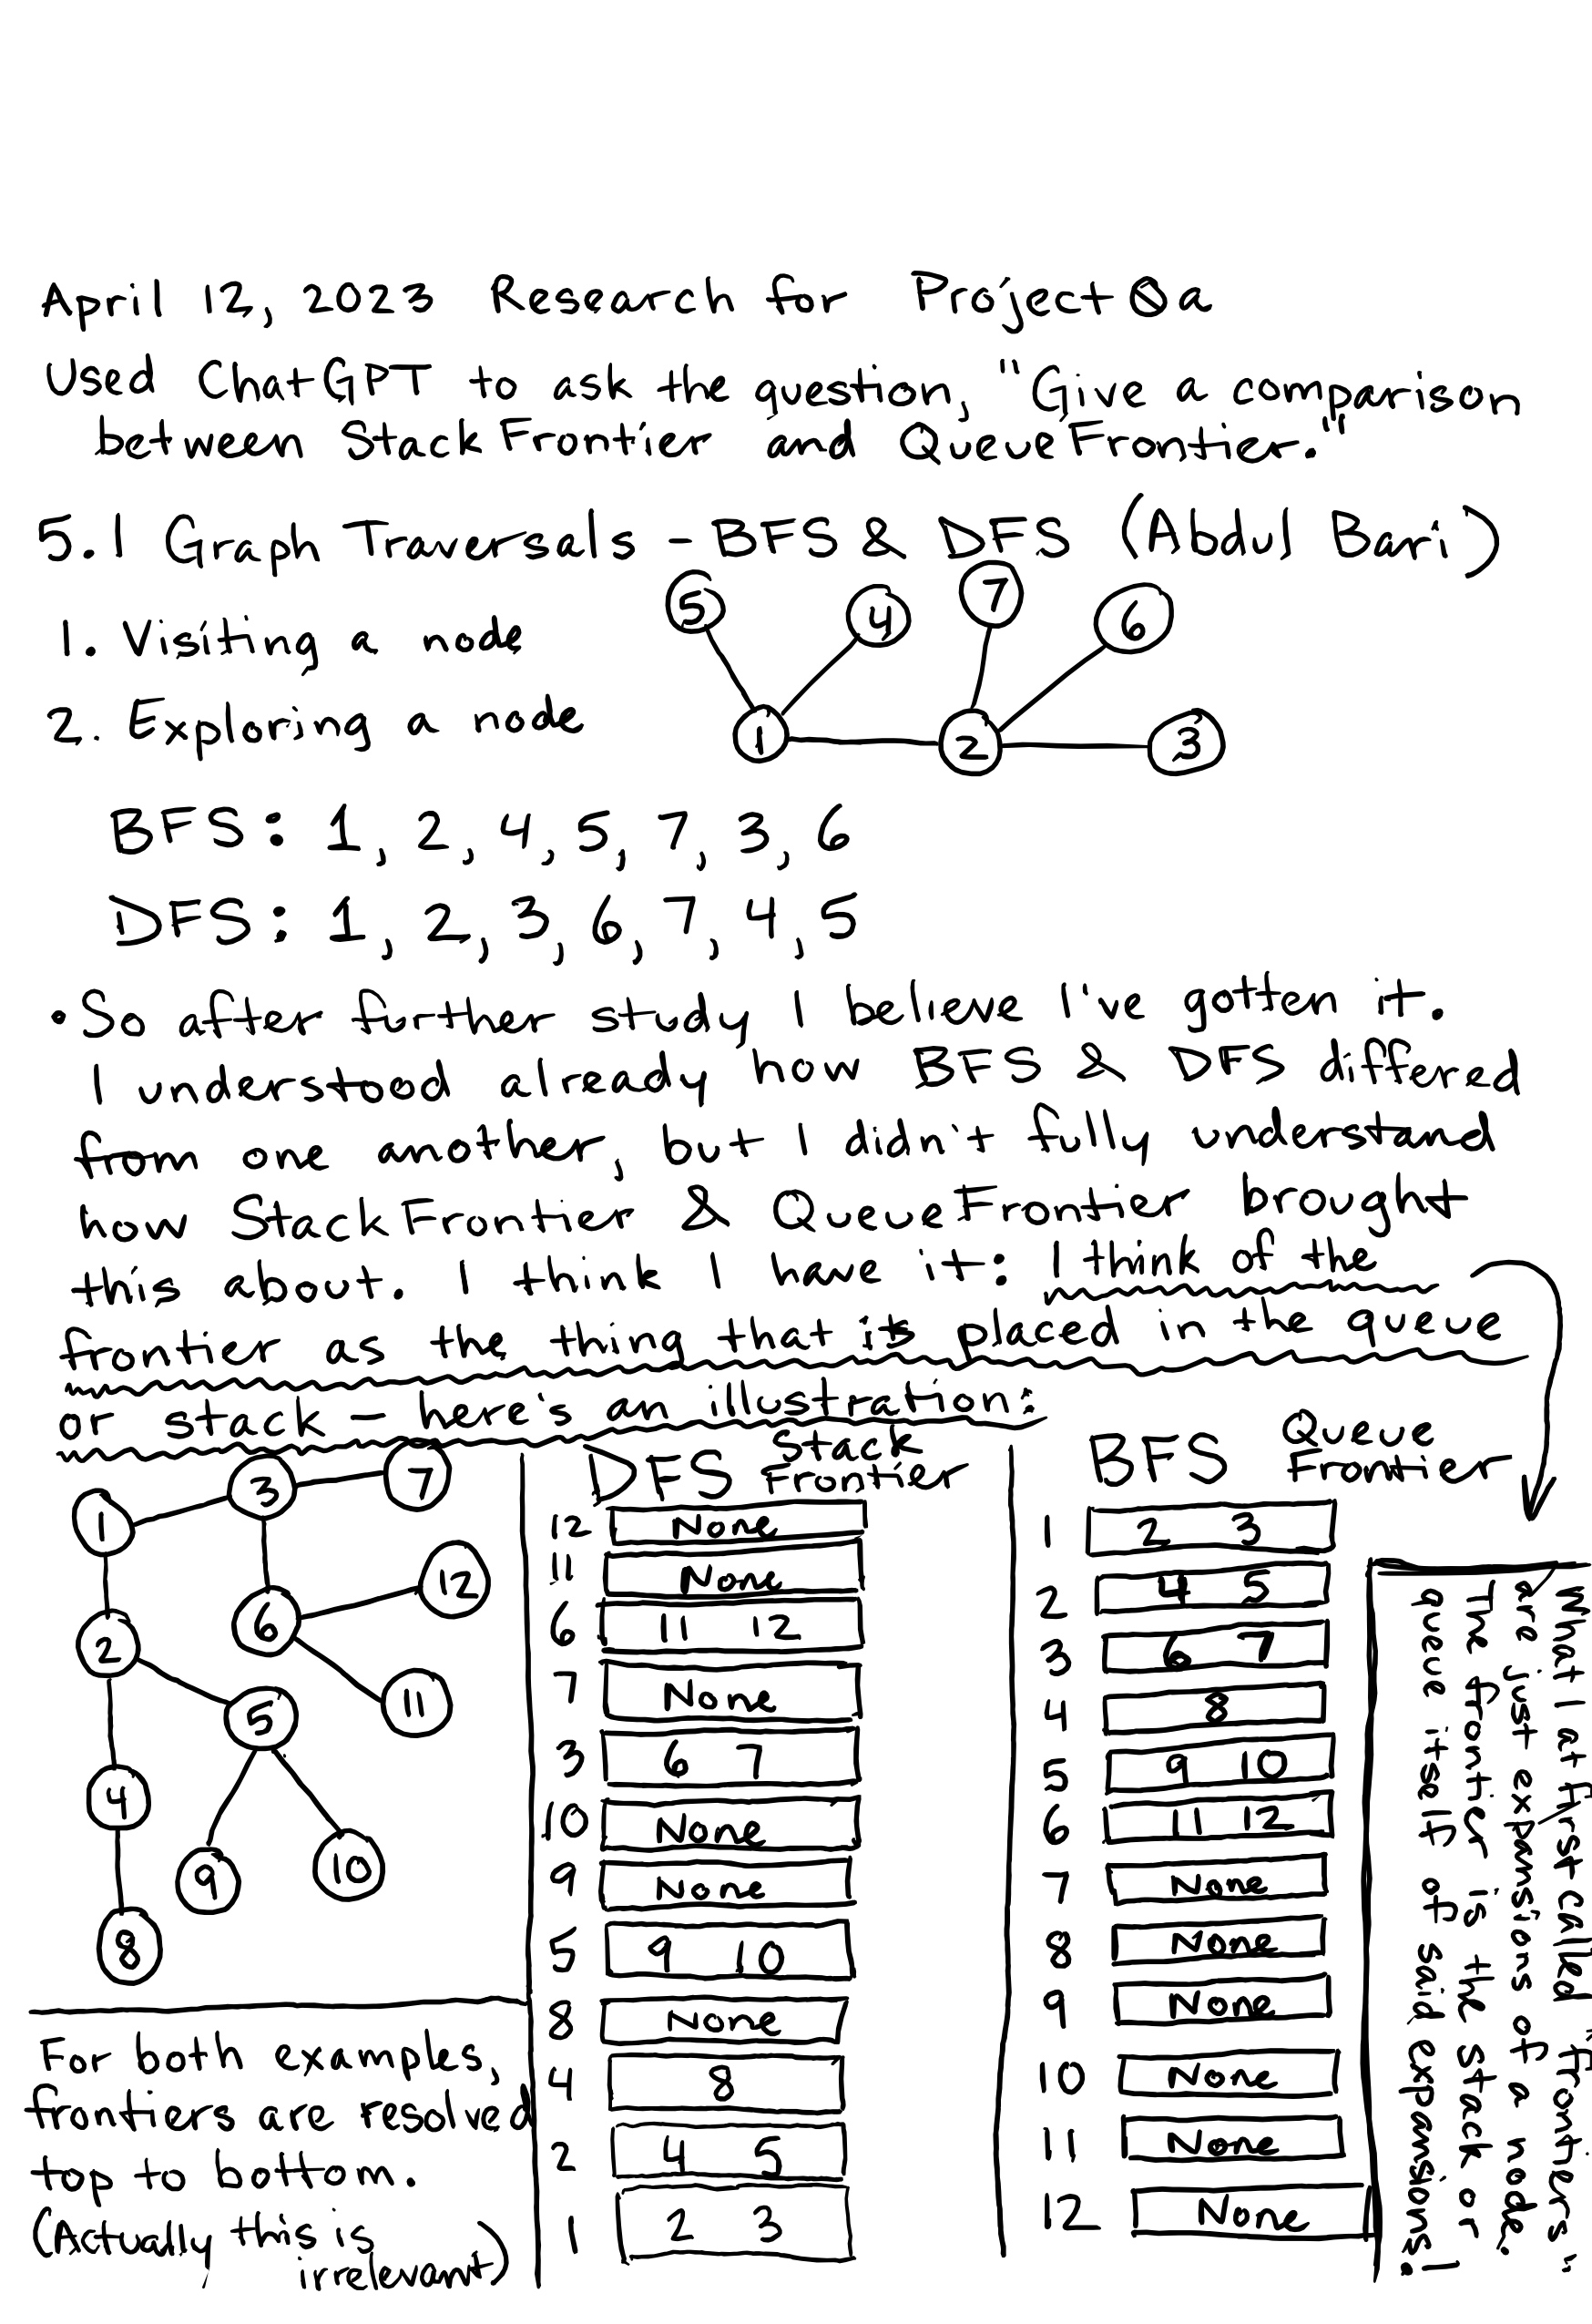 April 12, 2023 Research for Project 0a
Used ChatGPT to ask the question, "Give a comparison
between StackFrontier and QueueFrontier."
5.1 Graph Traversals - BFS & DFS (Abdul Bari)
1. Visiting a node
2. Exploring a node
5 4 7 6
1 2 3
BFS: 1, 2, 4, 5, 7, 3, 6
DFS: 1, 2, 3, 6, 7, 4, 5
• So after further study I believe I've gotten it.
I understood already how BFS & DFS differed
from one another, but I didn't fully understand
how StackFrontier & QueueFrontier brought
this about. I think I have it: I think of the
frontier as the thing that is placed in the queue
or stack – here's an illustration:
1 3 7
12
2 6
5 11
4
9 10
8
For both examples,
frontiers are resolved
top to bottom.
(Actually this is
irrelevant)
DFS Stack
Frontier
12 None
11 None
6 11 12
7 None
3 6 7
10 None
9 None
5 9 10
8 None
4 8
2 4 5
1 2 3
BFS Queue
Frontier
1 2 3
2 4 5
3 6 7
4 8
5 9 10
6 11 12
7 None
8 None
9 None
10 None
11 None
12 None
What I at first called "frontiers"
are just expansions of a node.
The frontier is the stack or
queue itself of said expansions!